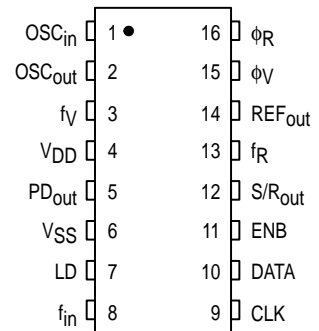 OSCin 1 16 ϕR
OSCout 2 15 ϕV
fV 3 14 REFout
VDD 4 13 fR
PDout 5 12 S/Rout
VSS 6 11 ENB
LD 7 10 DATA
fin 8 9 CLK